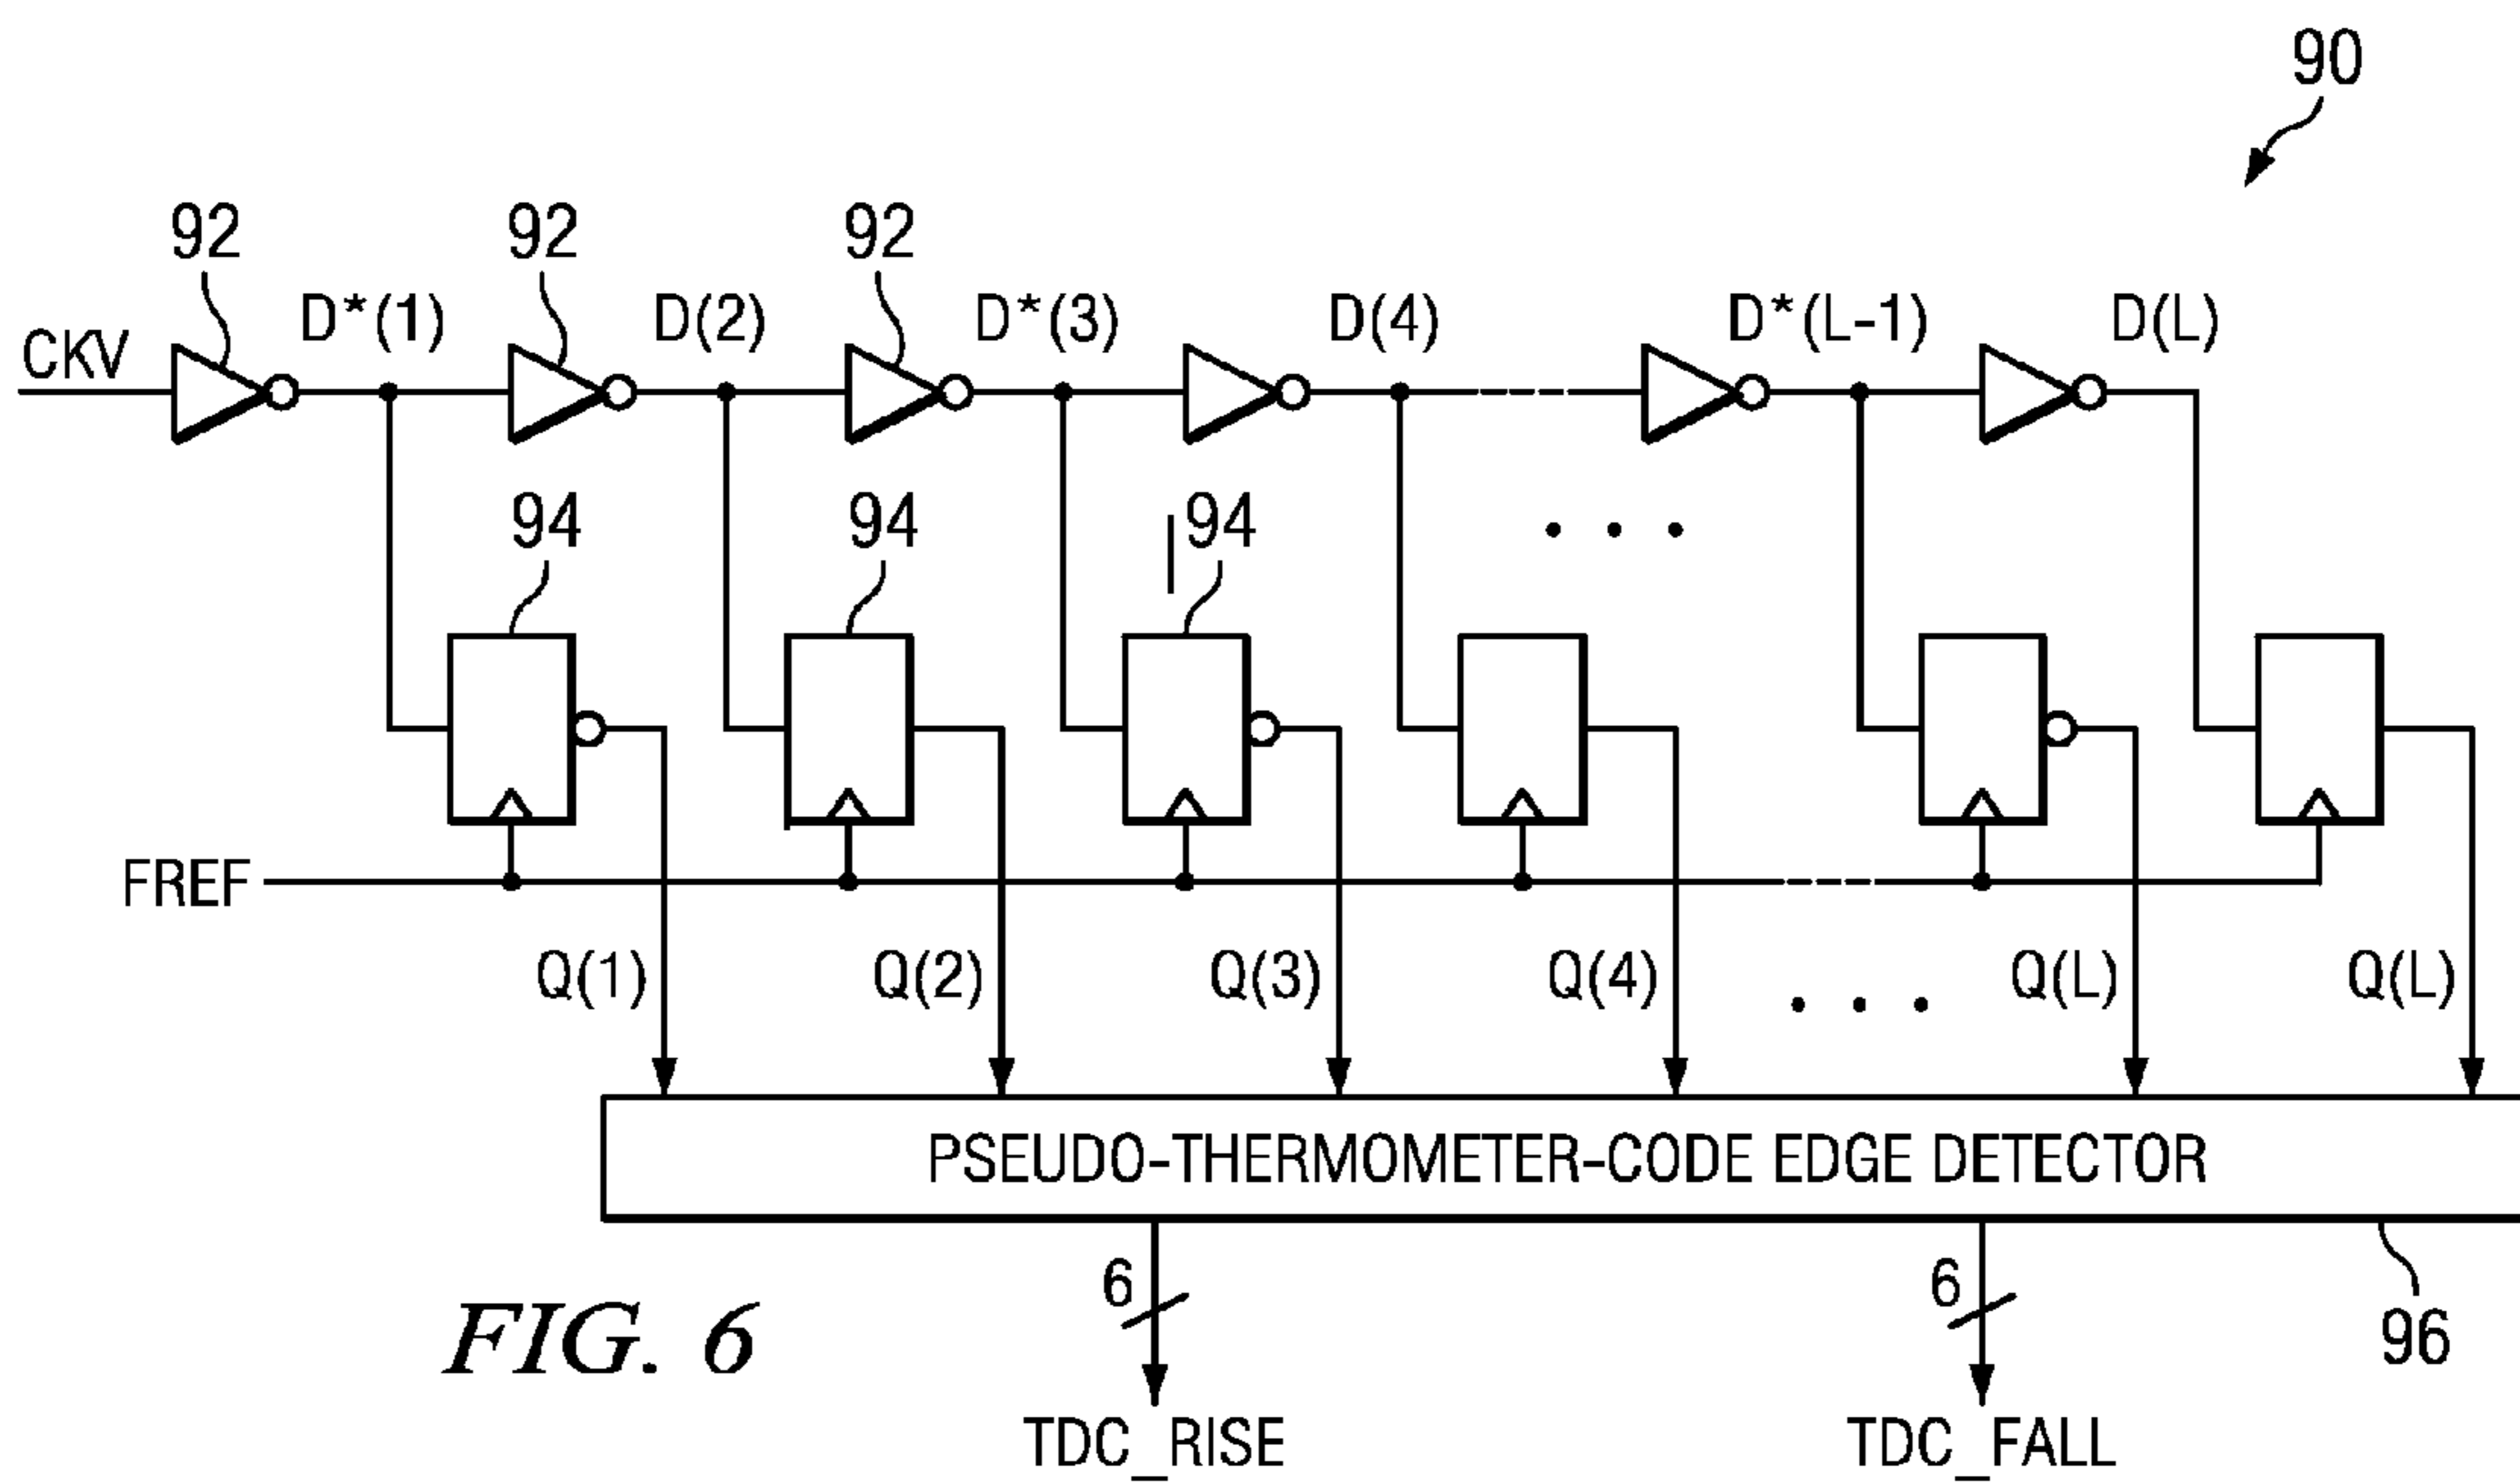 90
92 92 92
D*(1) D(2) D*(3) D(4) D*(L-1) D(L)
CKV
94 94 94
FREF
Q(1) Q(2) Q(3) Q(4) Q(L) Q(L)
PSEUDO-THERMOMETER-CODE EDGE DETECTOR
6 6
FIG. 6
96
TDC_RISE TDC_FALL